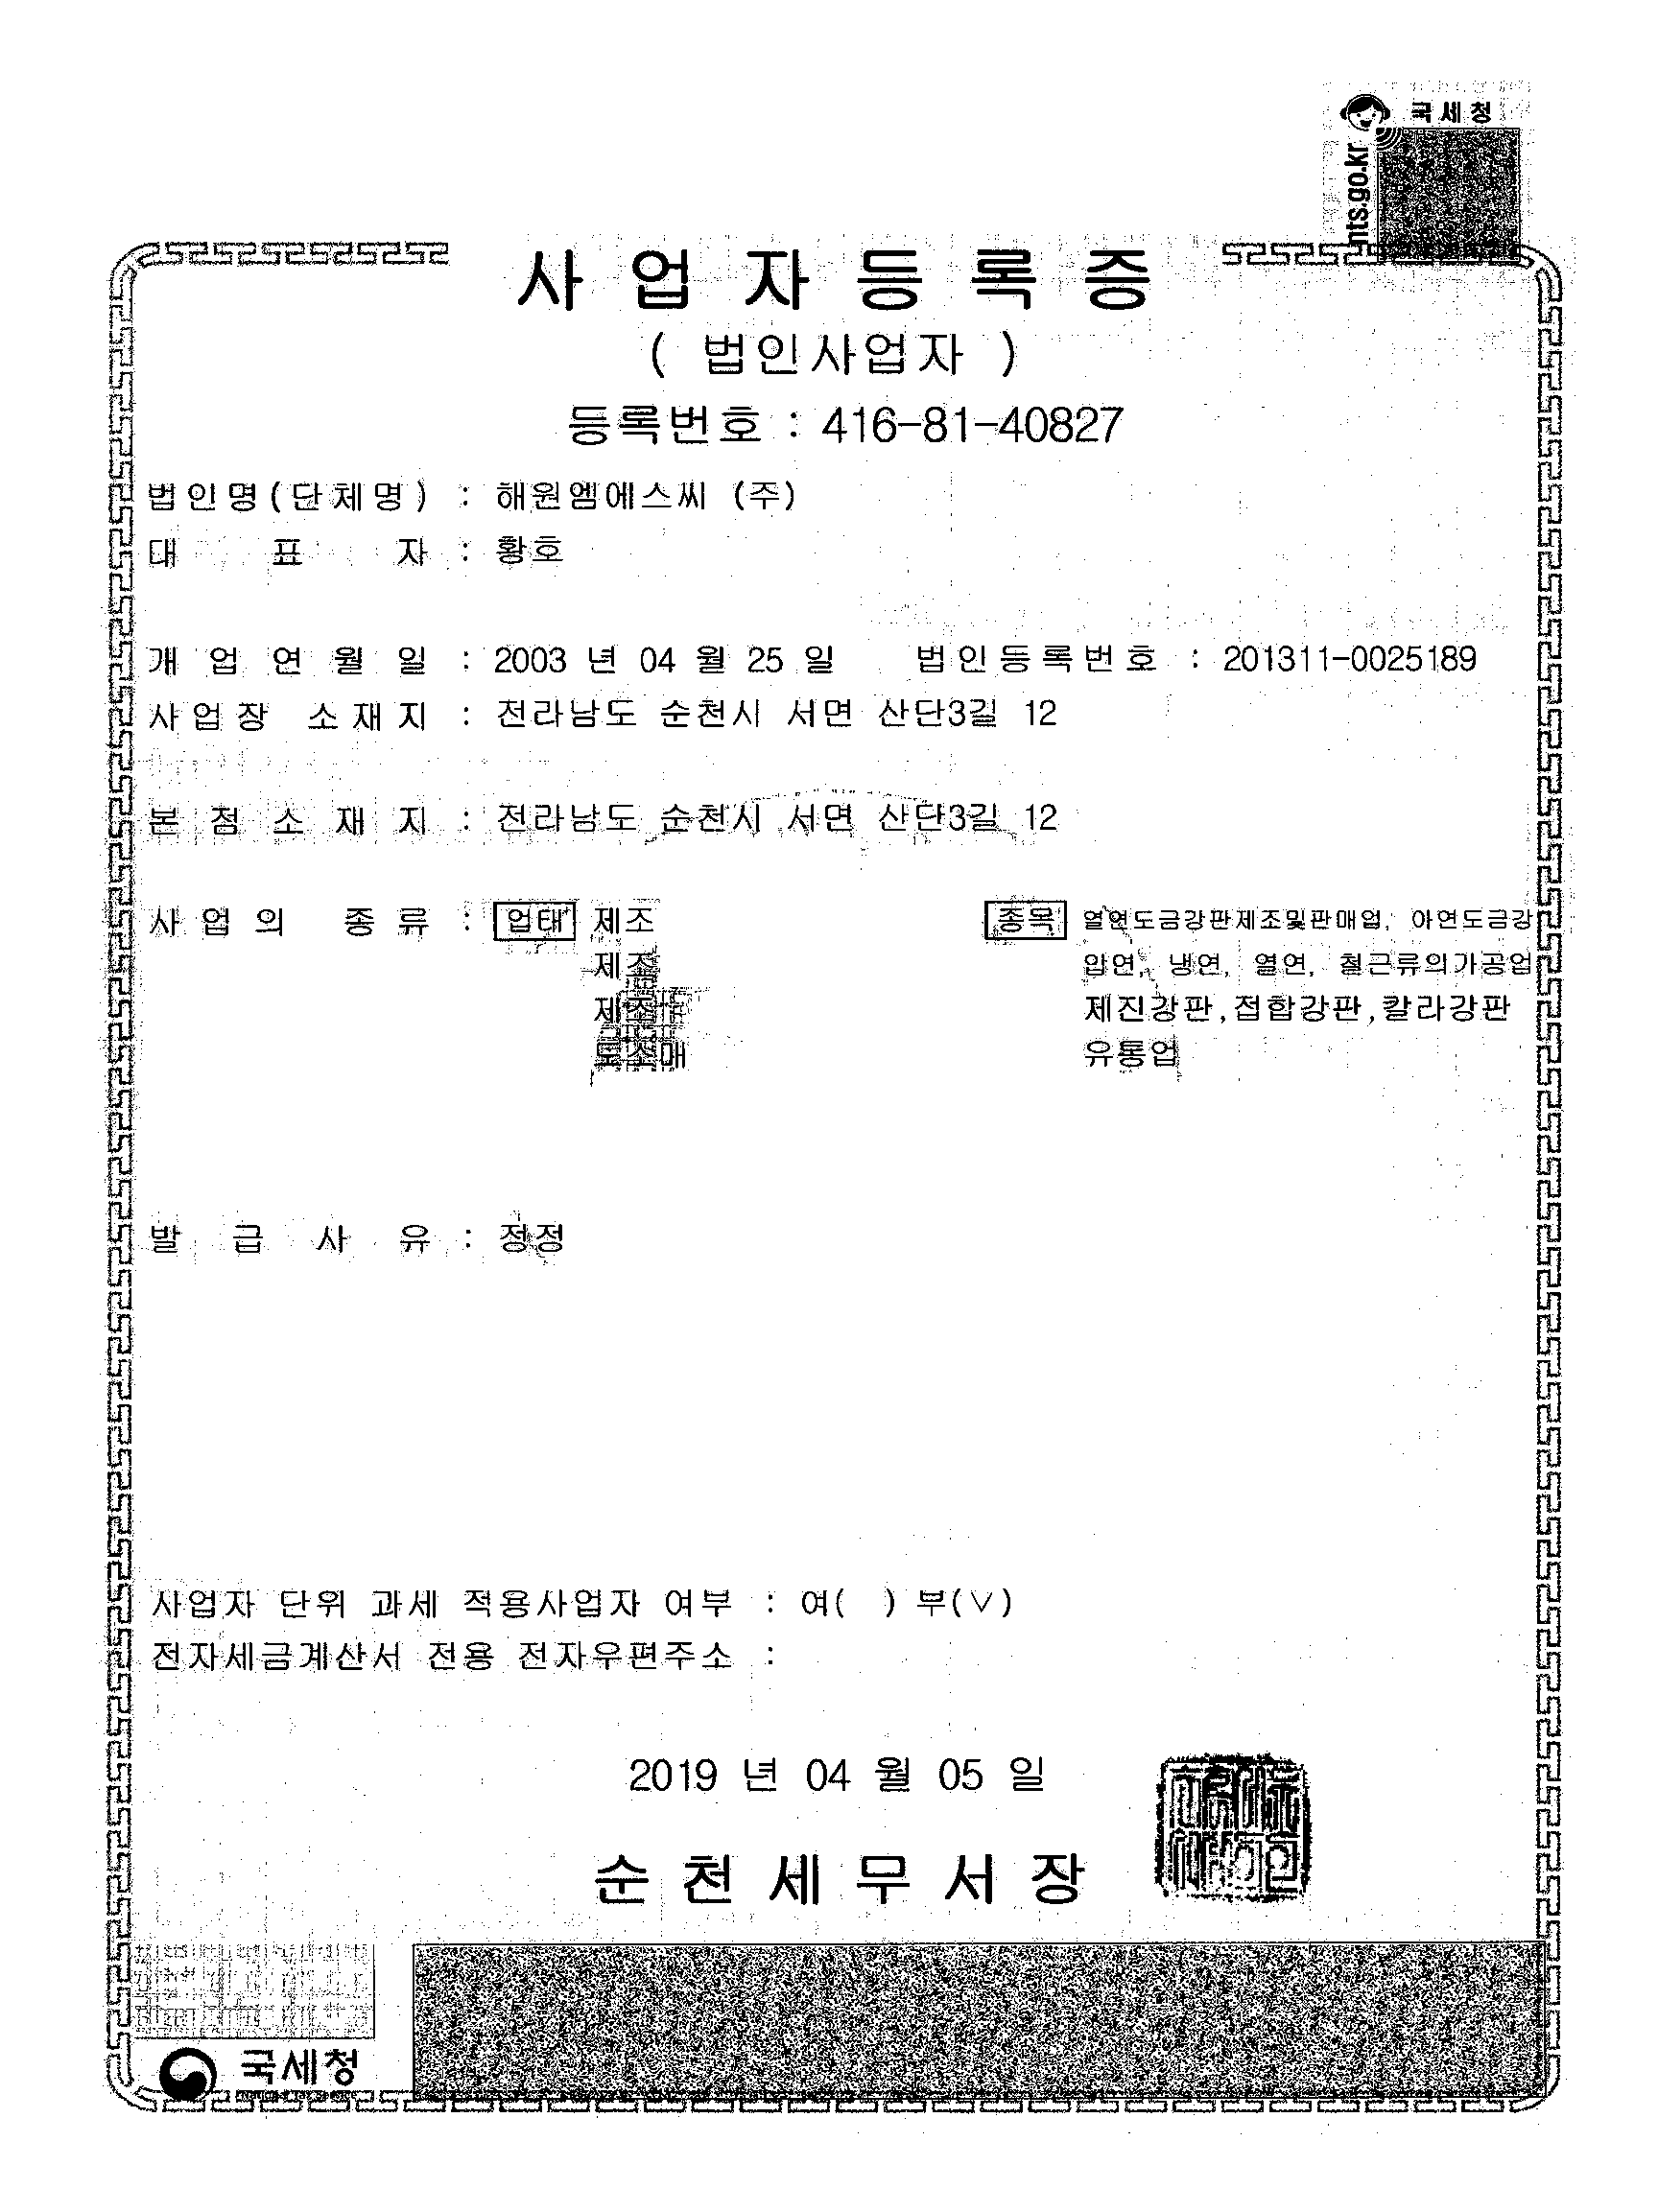 국세청
nts.go.kr
사업자등록증
( 법인사업자 )
등록번호 : 416-81-40827
법인명(단체명) : 해원엠에스씨 (주)
대 표 자 : 황호
개 업 연 월 일 : 2003 년 04 월 25 일 법인등록번호 : 201311-0025189
사업장 소재지 : 전라남도 순천시 서면 산단3길 12
본 점 소 재 지 : 전라남도 순천시 서면 산단3길 12
사 업 의 종 류 : 업태 제조 종목 열연도금강판제조및판매업, 아연도금강
제조 압연, 냉연, 열연, 철근류의가공업
제조 제진강판,접합강판,칼라강판
도소매 유통업
발 급 사 유 : 정정
사업자 단위 과세 적용사업자 여부 : 여( ) 부(∨)
전자세금계산서 전용 전자우편주소 :
2019 년 04 월 05 일
순천세무서장
국세청